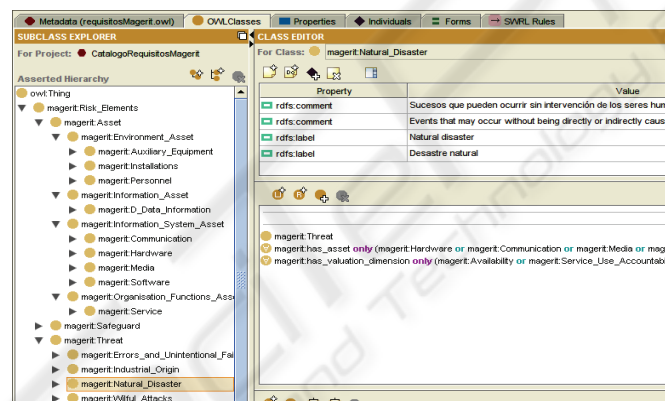 Metadata (requisitosMagerit.owl)
OWLClasses
Properties
Individuals
Forms
SWRL Rules
SUBCLASS EXPLORER
For Project: CatalogoRequisitosMagerit
Asserted Hierarchy
owl:Thing
magerit:Risk_Elements
magerit:Asset
magerit:Environment_Asset
magerit:Auxiliary_Equipment
magerit:Installations
magerit:Personnel
magerit:Information_Asset
magerit:D_Data_Information
magerit:Information_System_Asset
magerit:Communication
magerit:Hardware
magerit:Media
magerit:Software
magerit:Organisation_Functions_Ass
magerit:Service
magerit:Safeguard
magerit:Threat
magerit:Errors_and_Unintentional_Fai
magerit:Industrial_Origin
magerit:Natural_Disaster
magerit:Wilful_Attacks
CLASS EDITOR
For Class: magerit:Natural_Disaster
Property Value
rdfs:comment Sucesos que pueden ocurrir sin intervención de los seres hum
rdfs:comment Events that may occur without being directly or indirectly caus
rdfs:label Natural disaster
rdfs:label Desastre natural
magerit:Threat
magerit:has_asset only (magerit:Hardware or magerit:Communication or magerit:Media or mag
magerit:has_valuation_dimension only (magerit:Availability or magerit:Service_Use_Accountabi